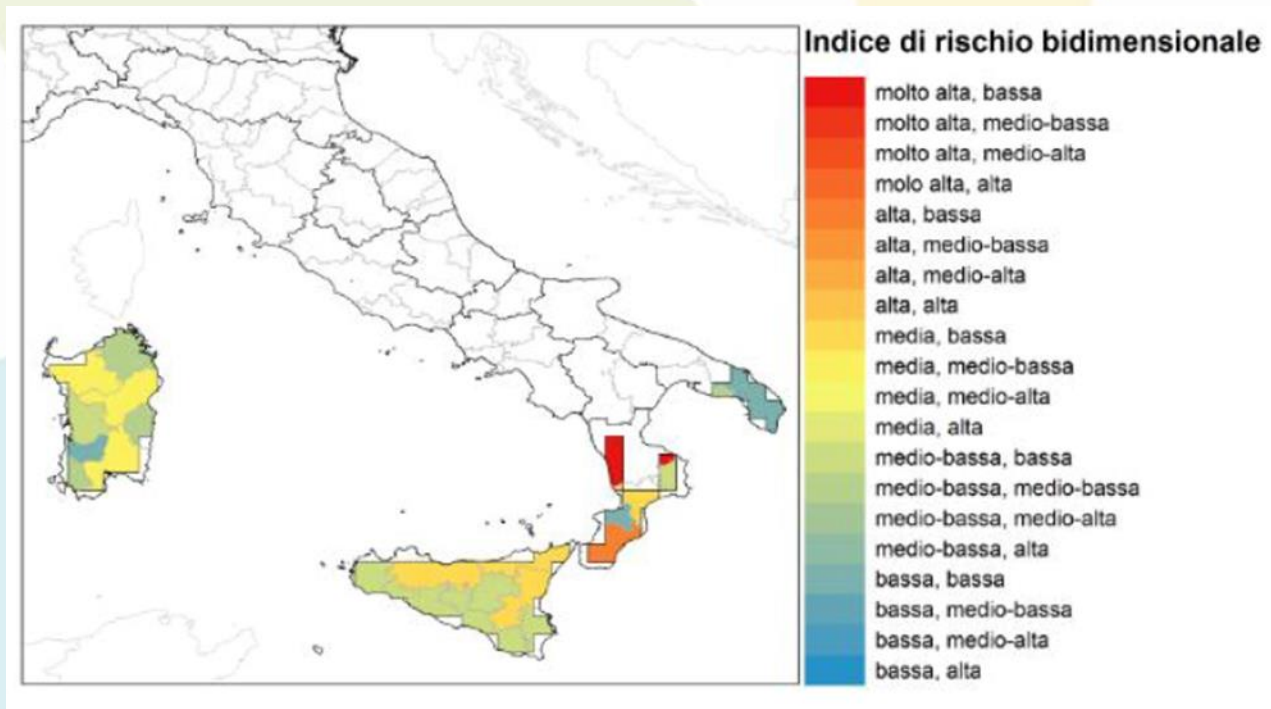 Indice di rischio bidimensionale
molto alta, bassa
molto alta, medio-bassa
molto alta, medio-alta
molo alta, alta
alta, bassa
alta, medio-bassa
alta, medio-alta
alta, alta
media, bassa
media, medio-bassa
media, medio-alta
media, alta
medio-bassa, bassa
medio-bassa, medio-bassa
medio-bassa, medio-alta
medio-bassa, alta
bassa, bassa
bassa, medio-bassa
bassa, medio-alta
bassa, alta